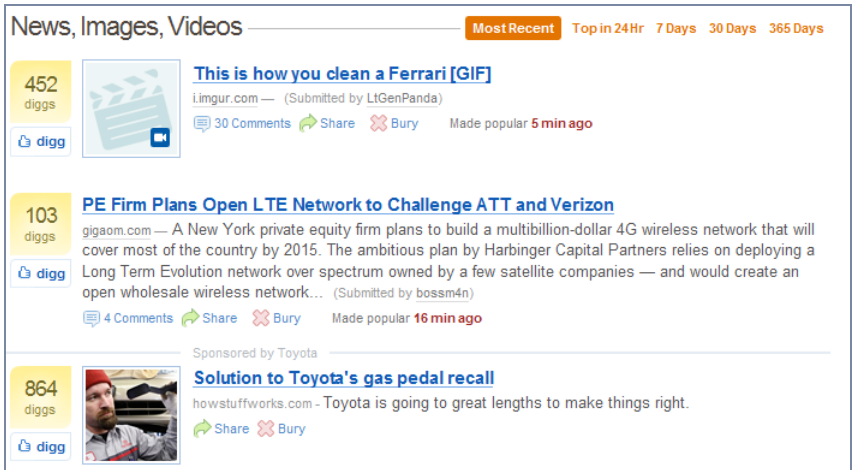 News, Images, Videos
Most Recent Top in 24 Hr 7 Days 30 Days 365 Days
452
diggs
digg
This is how you clean a Ferrari [GIF]
i.imgur.com — (Submitted by LtGenPanda)
30 Comments Share Bury Made popular 5 min ago
103
diggs
digg
PE Firm Plans Open LTE Network to Challenge ATT and Verizon
gigaom.com — A New York private equity firm plans to build a multibillion-dollar 4G wireless network that will
cover most of the country by 2015. The ambitious plan by Harbinger Capital Partners relies on deploying a
Long Term Evolution network over spectrum owned by a few satellite companies — and would create an
open wholesale wireless network... (Submitted by bossm4n)
4 Comments Share Bury Made popular 16 min ago
Sponsored by Toyota
864
diggs
digg
Solution to Toyota's gas pedal recall
howstuffworks.com - Toyota is going to great lengths to make things right.
Share Bury